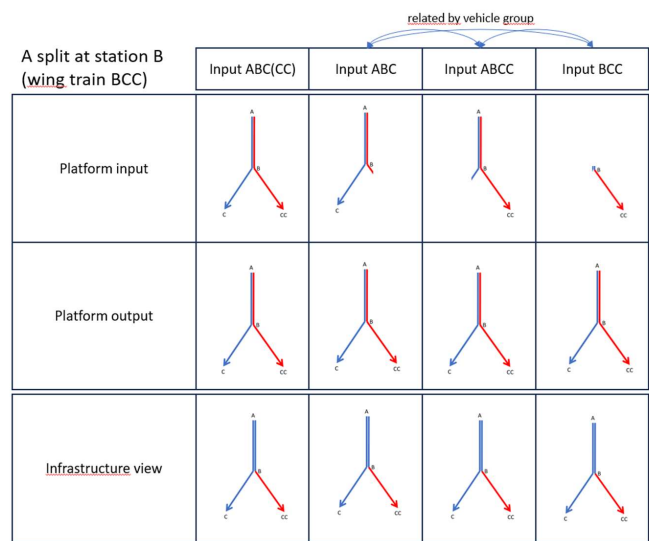 related by vehicle group
A split at station B
(wing train BCC)
Input ABC(CC) Input ABC Input ABCC Input BCC
Platform input
A A A
B B B B
C CC C CC CC
Platform output
A A A A
B B B B
C CC C CC C CC C CC
Infrastructure view
A A A A
B B B B
C CC C CC C CC C CC